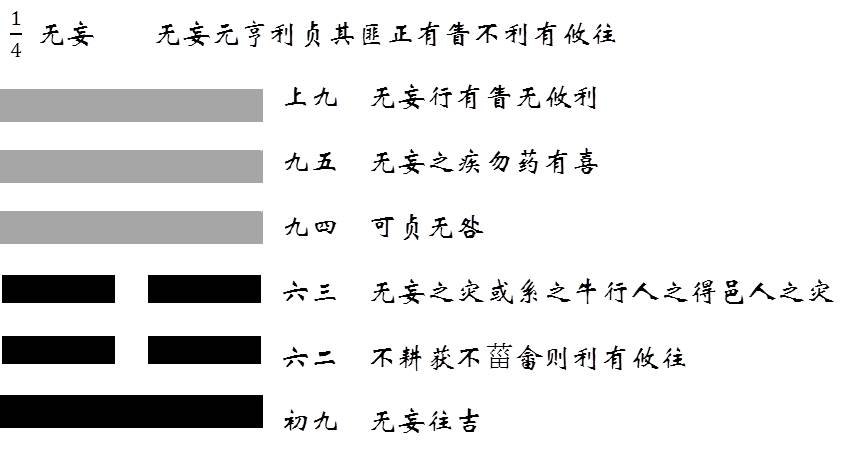 1/4 无妄 无妄元亨利贞其匪正有眚不利有攸往
上九 无妄行有眚无攸利
九五 无妄之疾勿药有喜
九四 可贞无咎
六三 无妄之灾或系之牛行人之得邑人之灾
六二 不耕获不菑畬则利有攸往
初九 无妄往吉